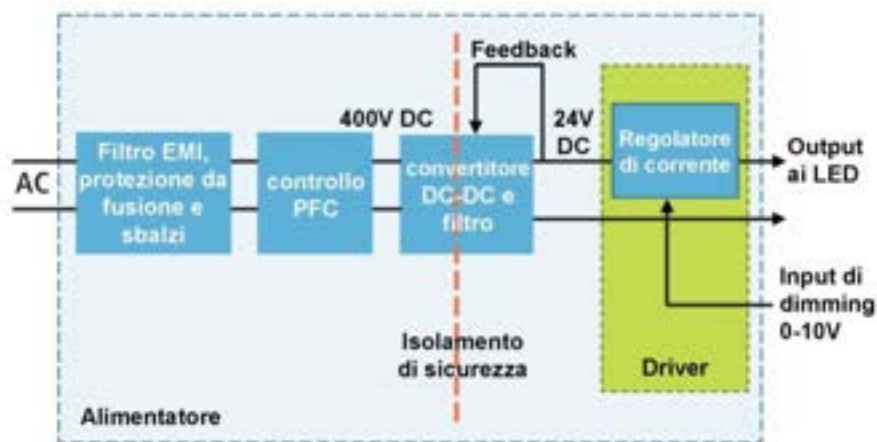 Feedback
400V DC
24V
DC
AC
Filtro EMI,
protezione da
fusione e
sbalzi
controllo
PFC
convertitore
DC-DC e
filtro
Regolatore
di corrente
Output
ai LED
Input di
dimming
0-10V
Isolamento
di sicurezza
Driver
Alimentatore